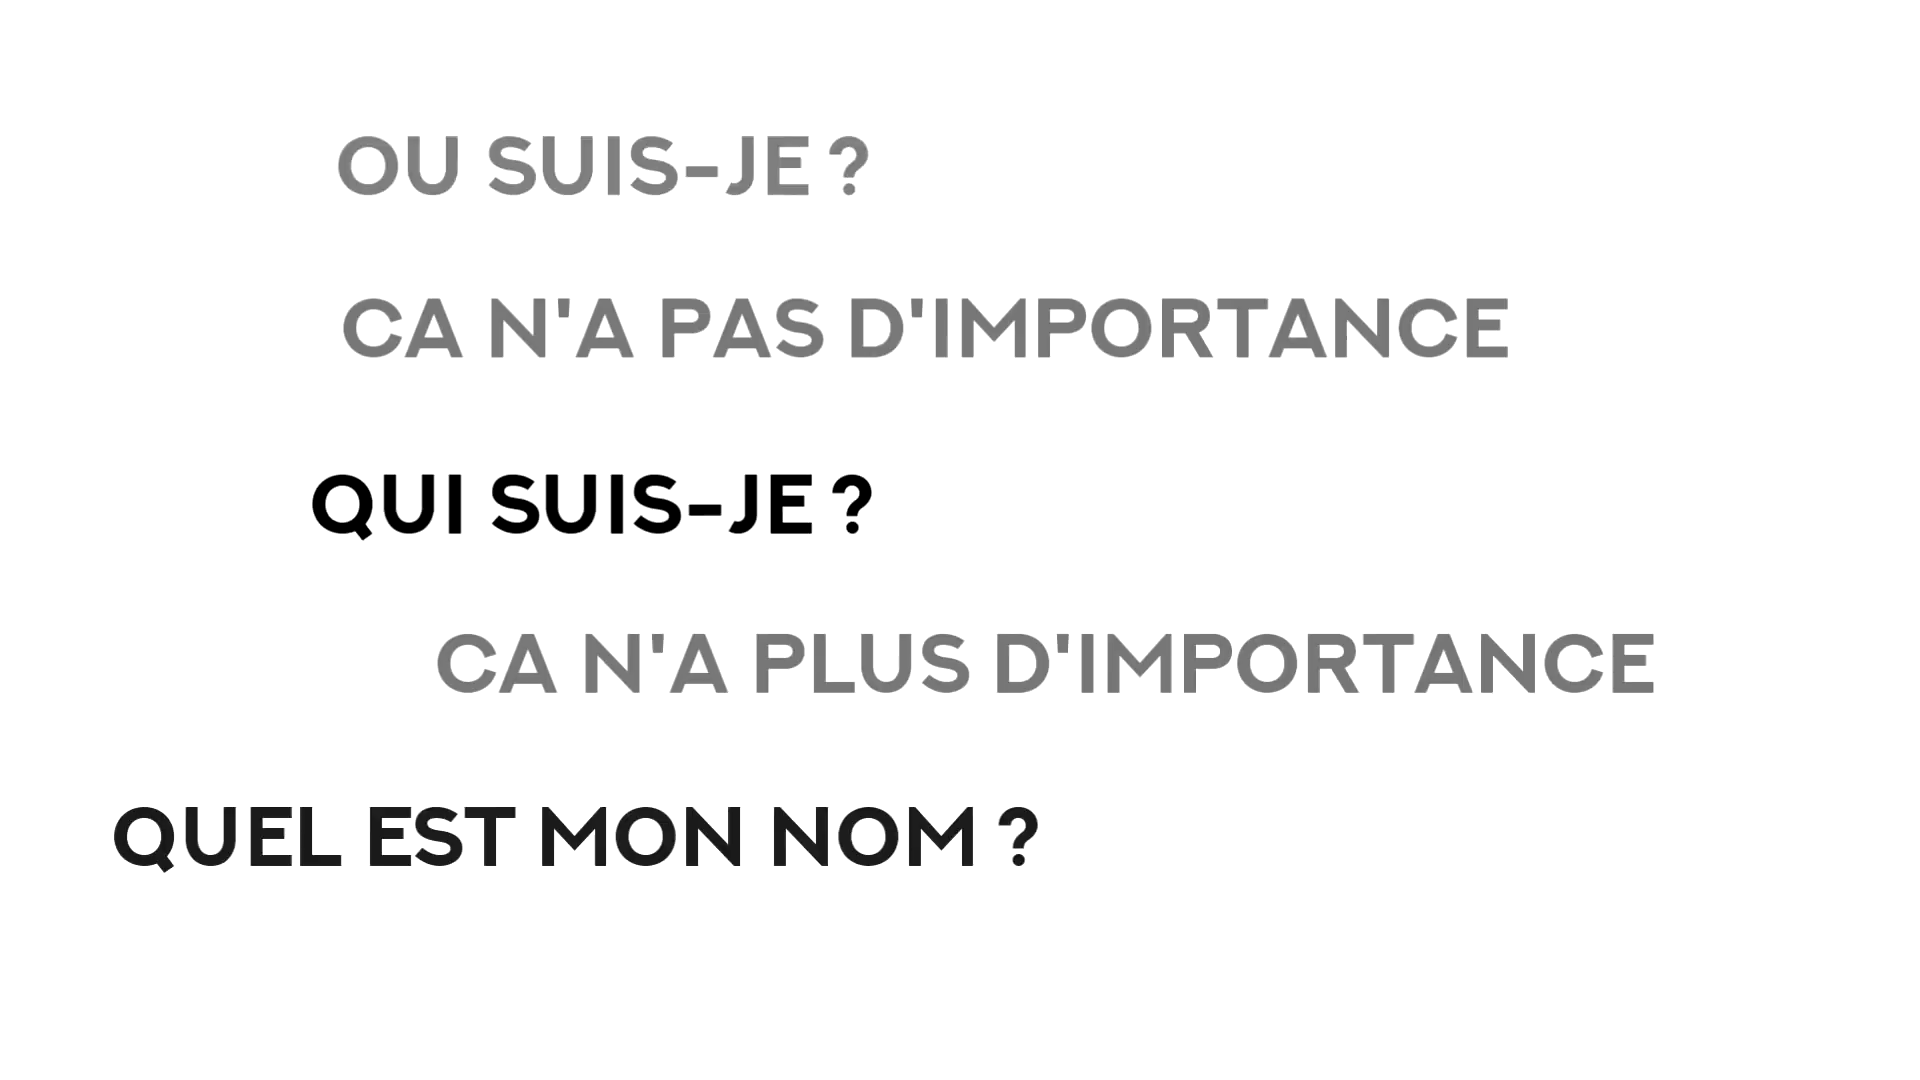 OU SUIS-JE ?
CA N'A PAS D'IMPORTANCE
QUI SUIS-JE ?
CA N'A PLUS D'IMPORTANCE
QUEL EST MON NOM ?